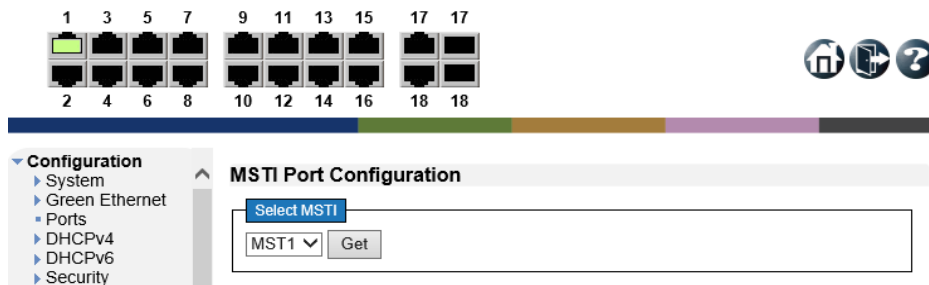 1 3 5 7 9 11 13 15 17 17
2 4 6 8 10 12 14 16 18 18
?
Configuration
System
Green Ethernet
Ports
DHCPv4
DHCPv6
Security
MSTI Port Configuration
Select MSTI
MST1 Get